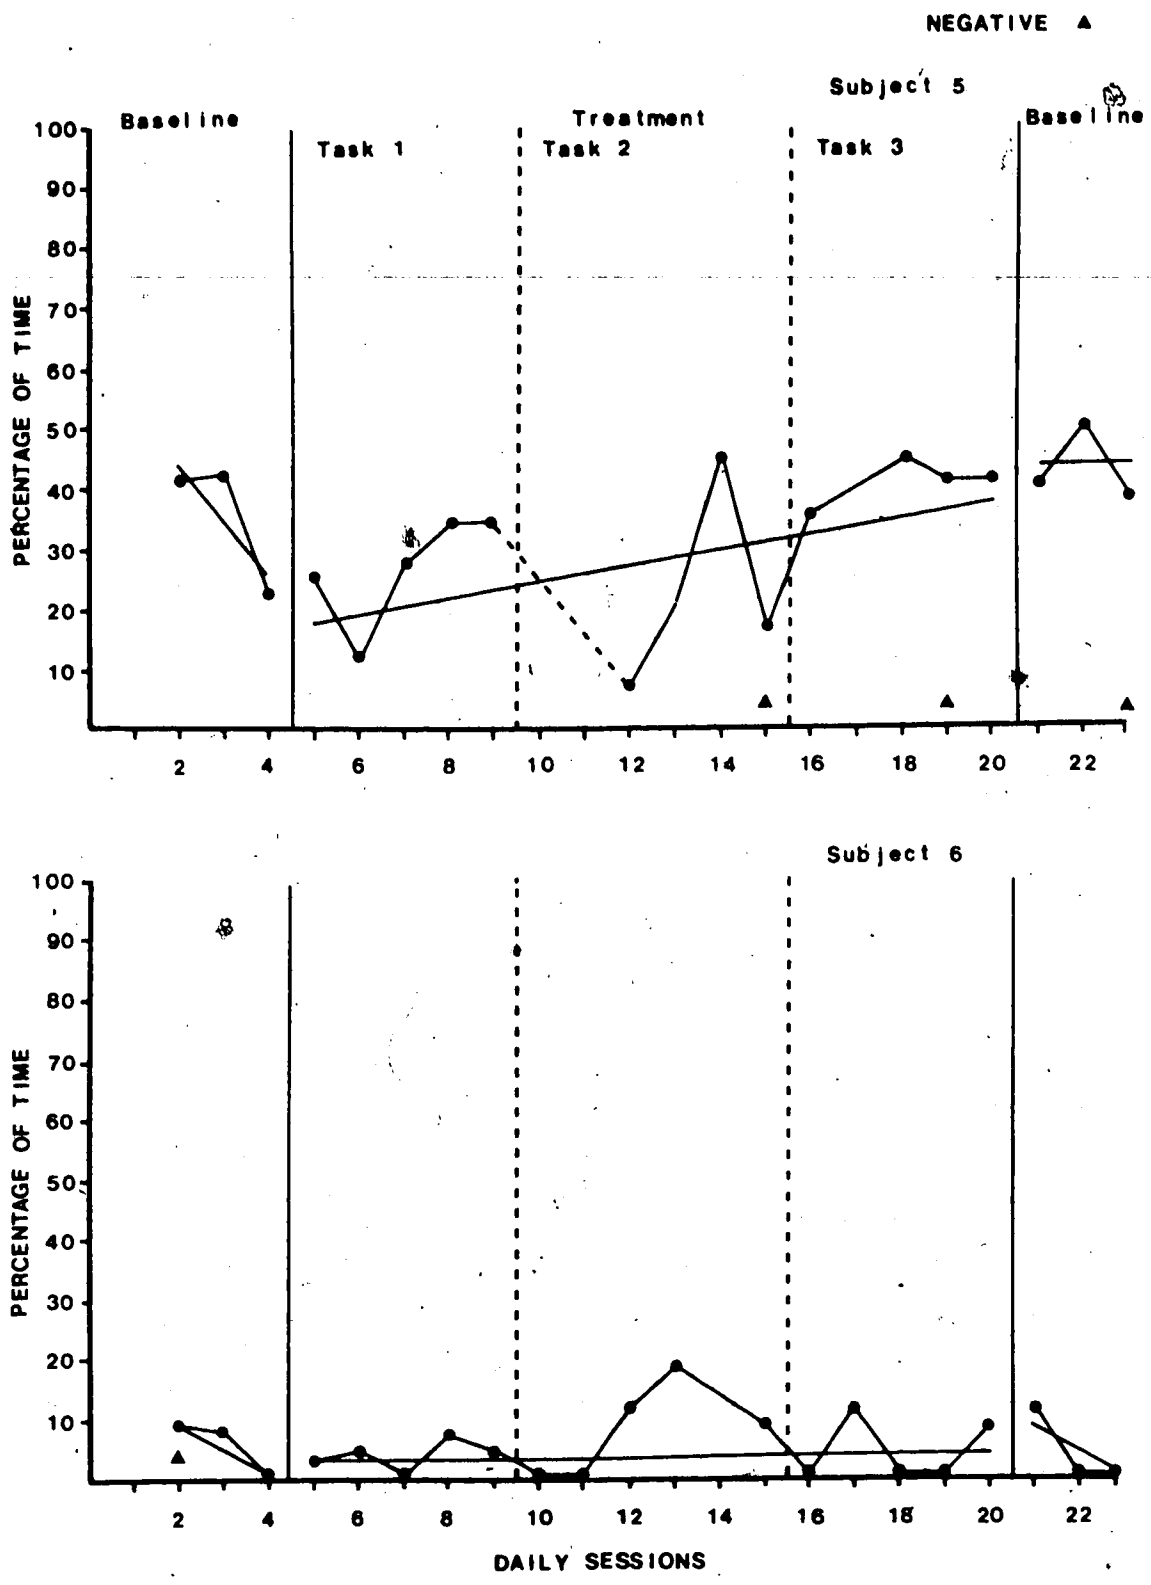 NEGATIVE ▲
Subject 5
Baseline Treatment Baseline
Task 1 Task 2 Task 3
100
90
80
70
60
50
40
30
20
10
PERCENTAGE OF TIME
2 4 6 8 10 12 14 16 18 20 22
Subject 6
100
90
80
70
60
50
40
30
20
10
PERCENTAGE OF TIME
2 4 6 8 10 12 14 16 18 20 22
DAILY SESSIONS